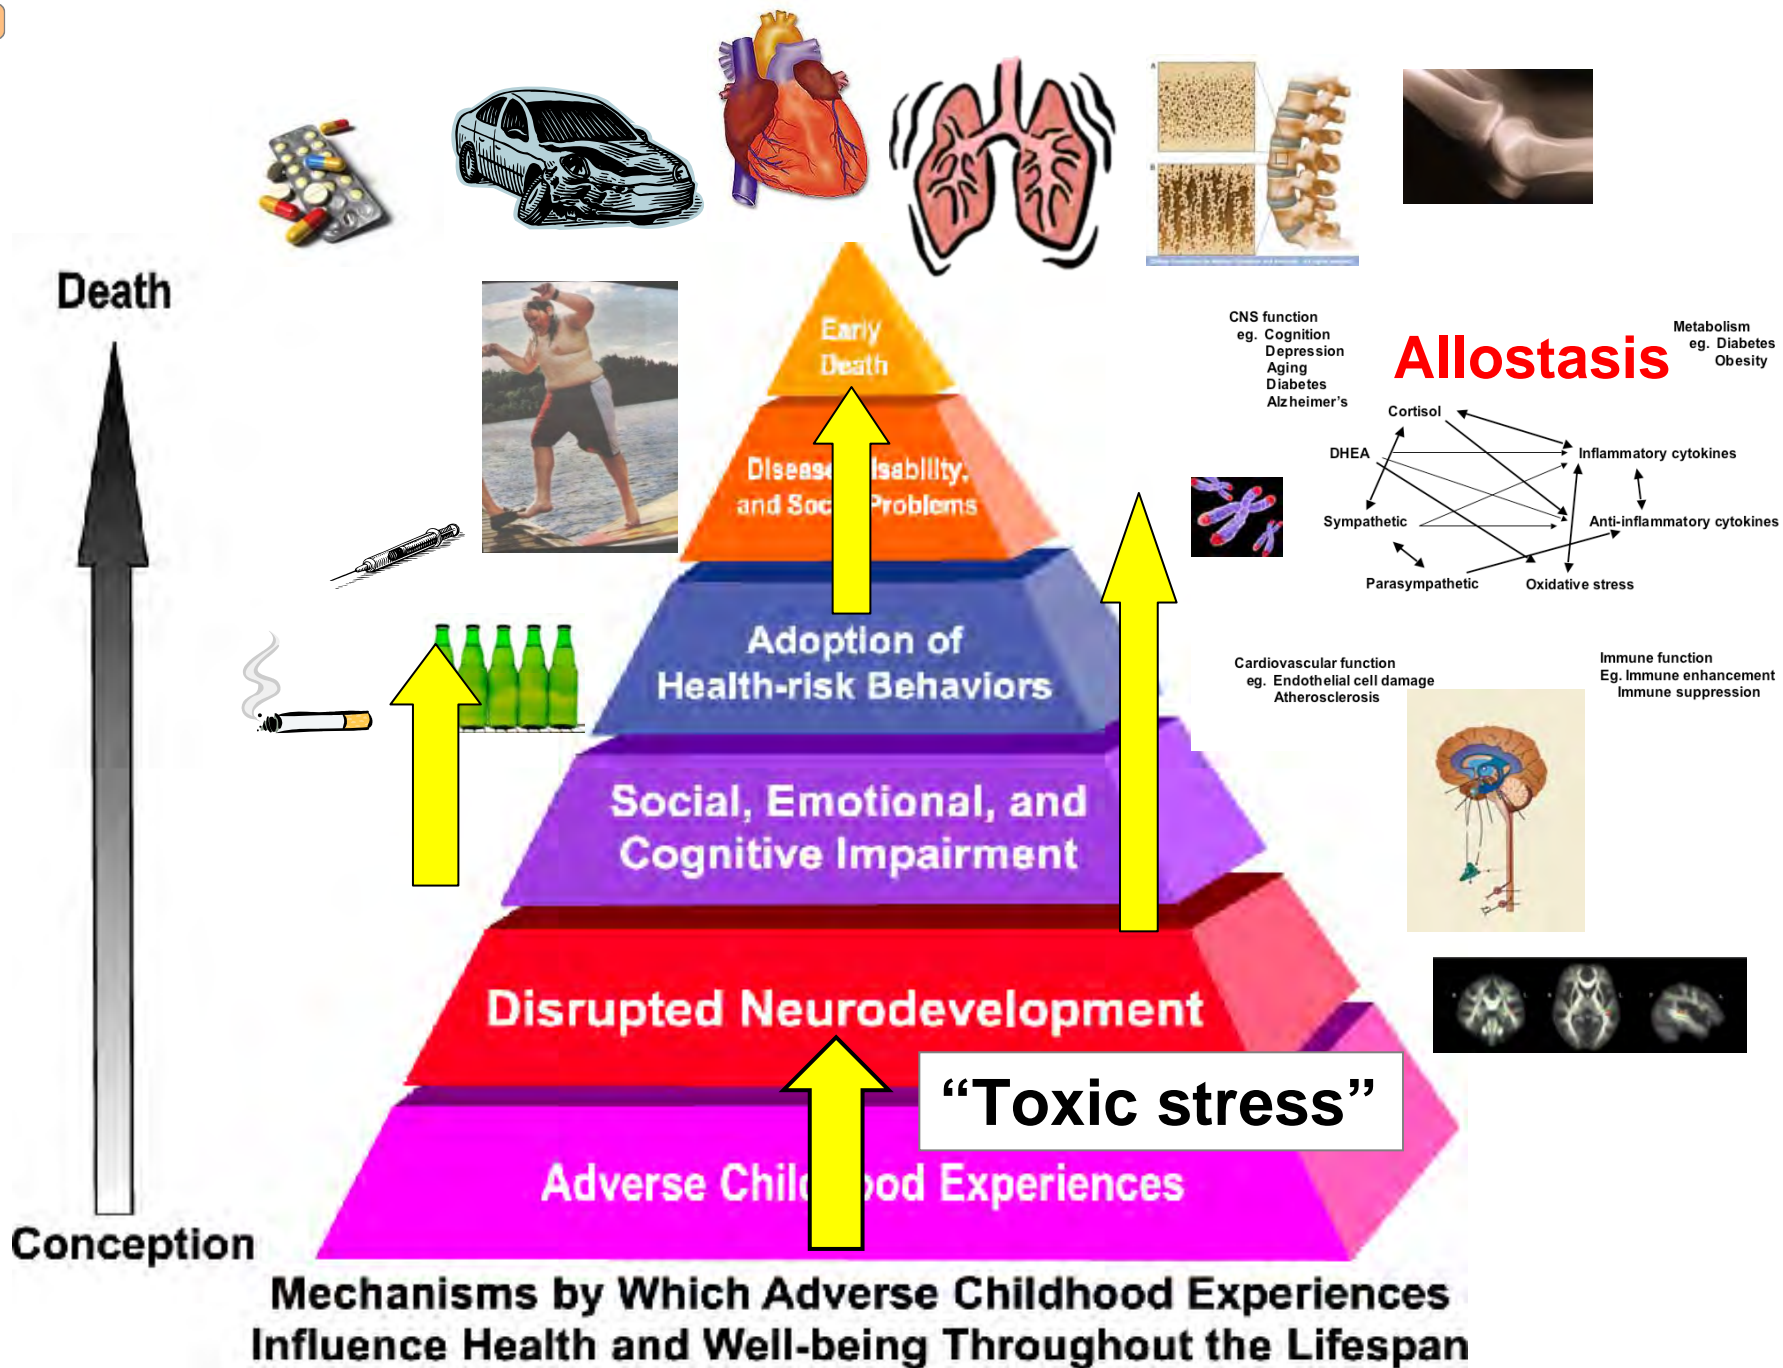 Death
Early
Death
CNS function
eg. Cognition
Depression
Aging
Diabetes
Alzheimer's
Allostasis
Metabolism
eg. Diabetes
Obesity
Cortisol
DHEA
Inflammatory cytokines
Sympathetic
Anti-inflammatory cytokines
Parasympathetic
Oxidative stress
Disease, isability,
and Soc Problems
Adoption of
Health-risk Behaviors
Cardiovascular function
eg. Endothelial cell damage
Atherosclerosis
Immune function
Eg. Immune enhancement
Immune suppression
Social, Emotional, and
Cognitive Impairment
Disrupted Neurodevelopment
“Toxic stress”
Adverse Chil ood Experiences
Conception
Mechanisms by Which Adverse Childhood Experiences
Influence Health and Well-being Throughout the Lifespan